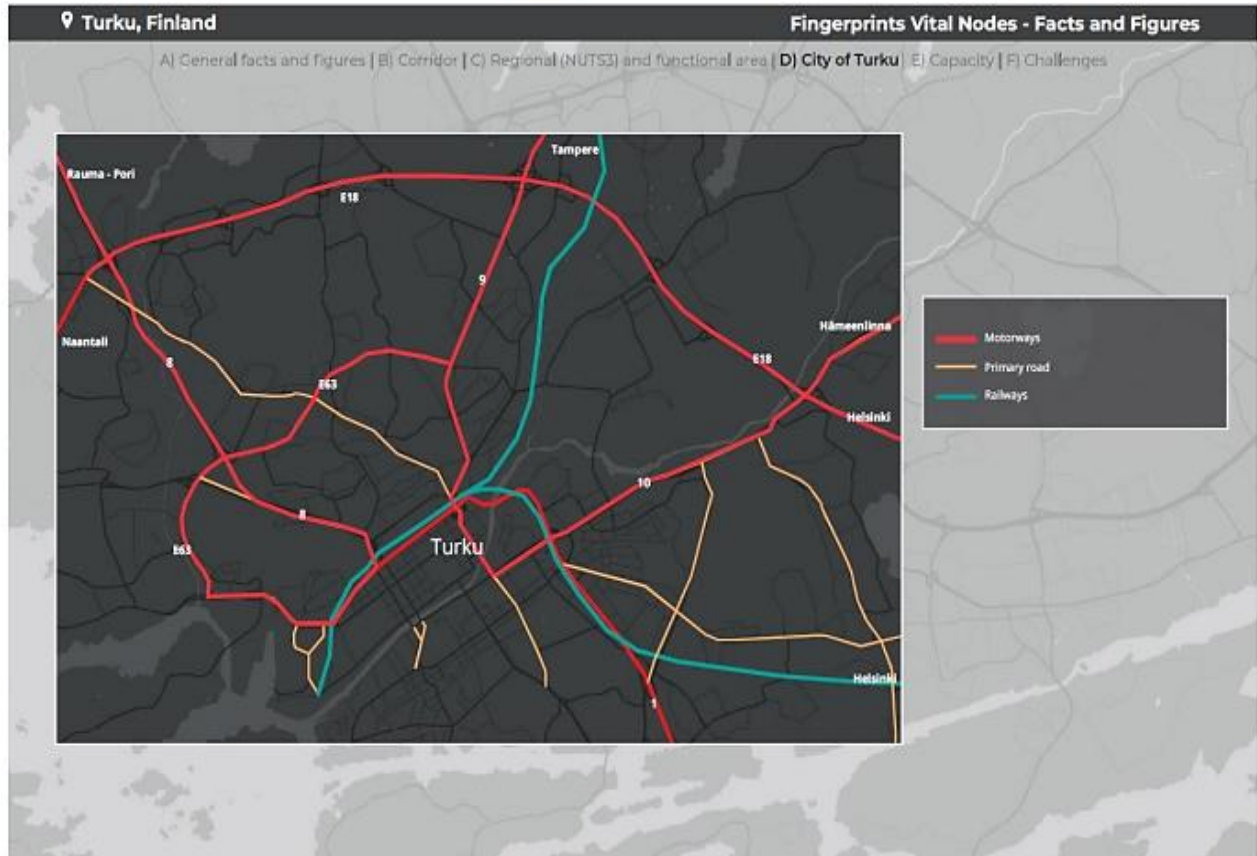 Turku, Finland
Fingerprints Vital Nodes - Facts and Figures
A) General facts and figures | B) Corridor | C) Regional (NUTS3) and functional area | D) City of Turku | E) Capacity | F) Challenges
Tampere
Rauma - Pori
E18
9
Hämeenlinna
Naantali
8
E18
E63
Helsinki
10
8
Turku
E63
Helsinki
1
Motorways
Primary road
Railways